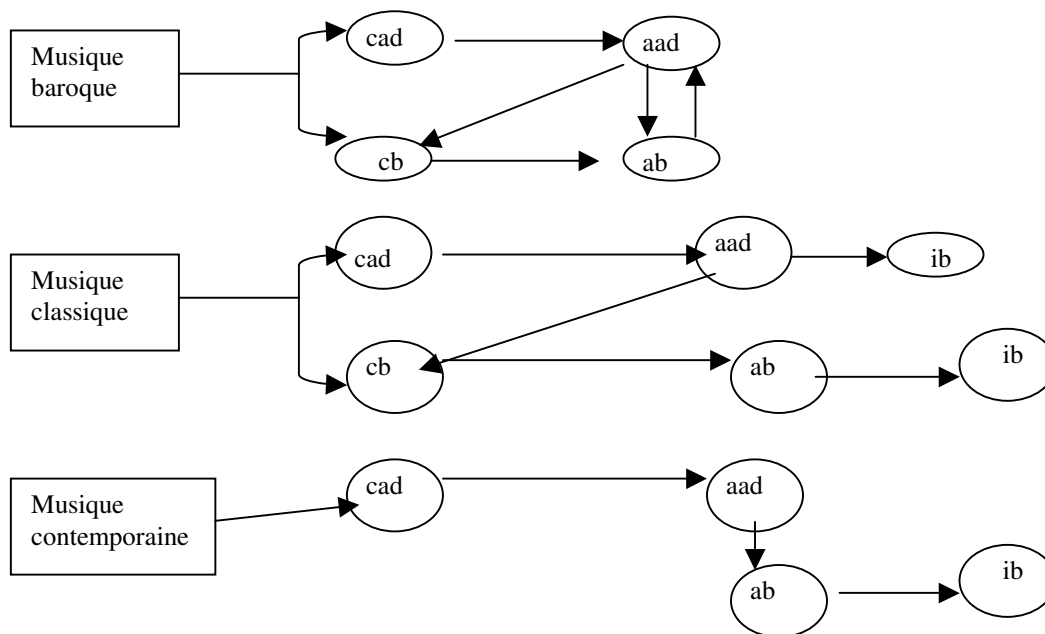 cad
aad
Musique
baroque
cb
ab
cad
aad
ib
Musique
classique
cb
ab
ib
cad
aad
Musique
contemporaine
ab
ib